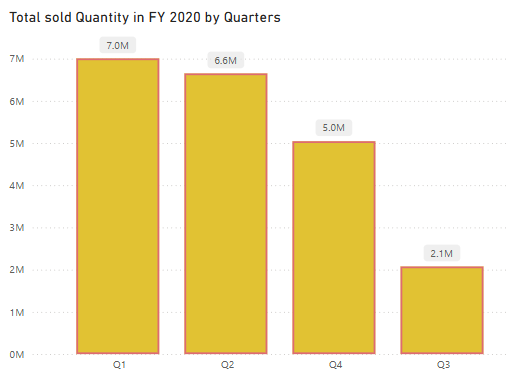 Total sold Quantity in FY 2020 by Quarters
7.0M
6.6M
5.0M
2.1M
7M
6M
5M
4M
3M
2M
1M
0M
Q1 Q2 Q4 Q3